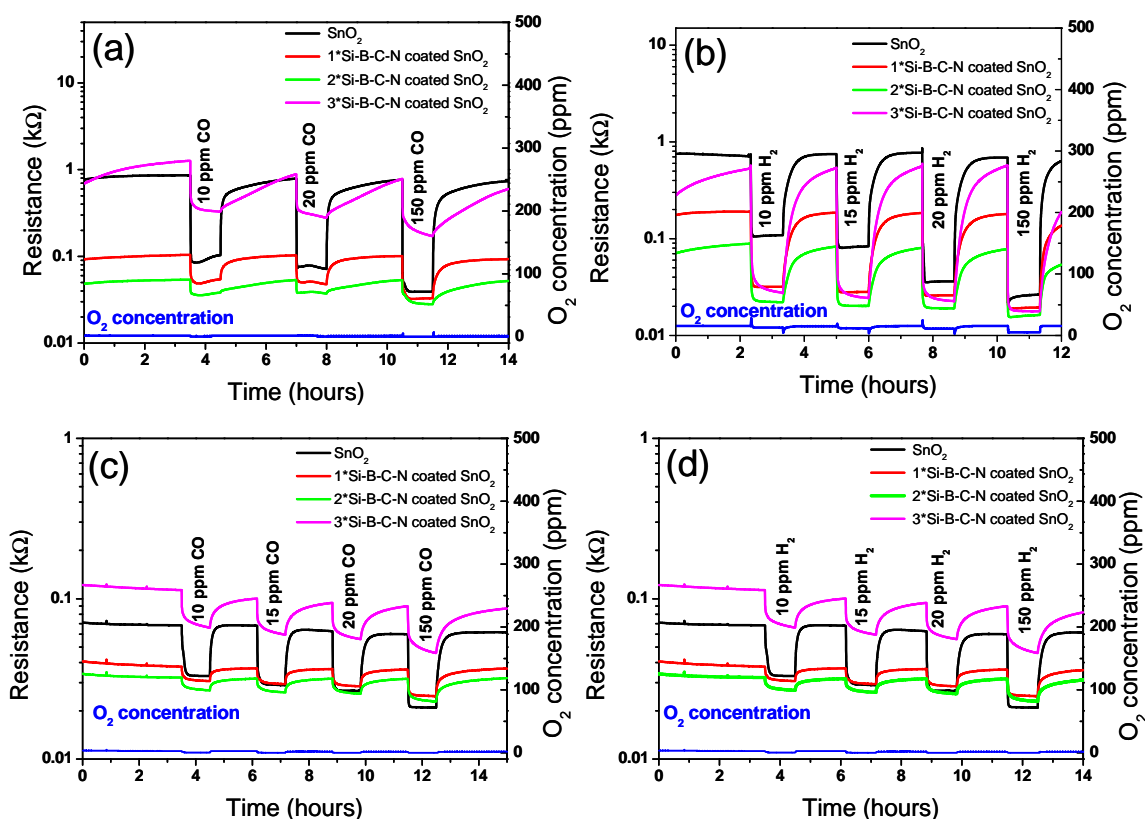 (a)
SnO₂
1*Si-B-C-N coated SnO₂
2*Si-B-C-N coated SnO₂
3*Si-B-C-N coated SnO₂
10 ppm CO
20 ppm CO
150 ppm CO
O₂ concentration
Resistance (kΩ)
10
1
0.1
0.01
O₂ concentration (ppm)
500
400
300
200
100
0
0 2 4 6 8 10 12 14
Time (hours)
(b)
SnO₂
1*Si-B-C-N coated SnO₂
2*Si-B-C-N coated SnO₂
3*Si-B-C-N coated SnO₂
10 ppm H₂
15 ppm H₂
20 ppm H₂
150 ppm H₂
O₂ concentration
Resistance (kΩ)
10
1
0.1
0.01
O₂ concentration (ppm)
500
400
300
200
100
0
0 2 4 6 8 10 12
Time (hours)
(c)
SnO₂
1*Si-B-C-N coated SnO₂
2*Si-B-C-N coated SnO₂
3*Si-B-C-N coated SnO₂
10 ppm CO
15 ppm CO
20 ppm CO
150 ppm CO
O₂ concentration
Resistance (kΩ)
1
0.1
0.01
O₂ concentration (ppm)
500
400
300
200
100
0
0 2 4 6 8 10 12 14
Time (hours)
(d)
SnO₂
1*Si-B-C-N coated SnO₂
2*Si-B-C-N coated SnO₂
3*Si-B-C-N coated SnO₂
10 ppm H₂
15 ppm H₂
20 ppm H₂
150 ppm H₂
O₂ concentration
Resistance (kΩ)
1
0.1
0.01
O₂ concentration (ppm)
500
400
300
200
100
0
0 2 4 6 8 10 12 14
Time (hours)